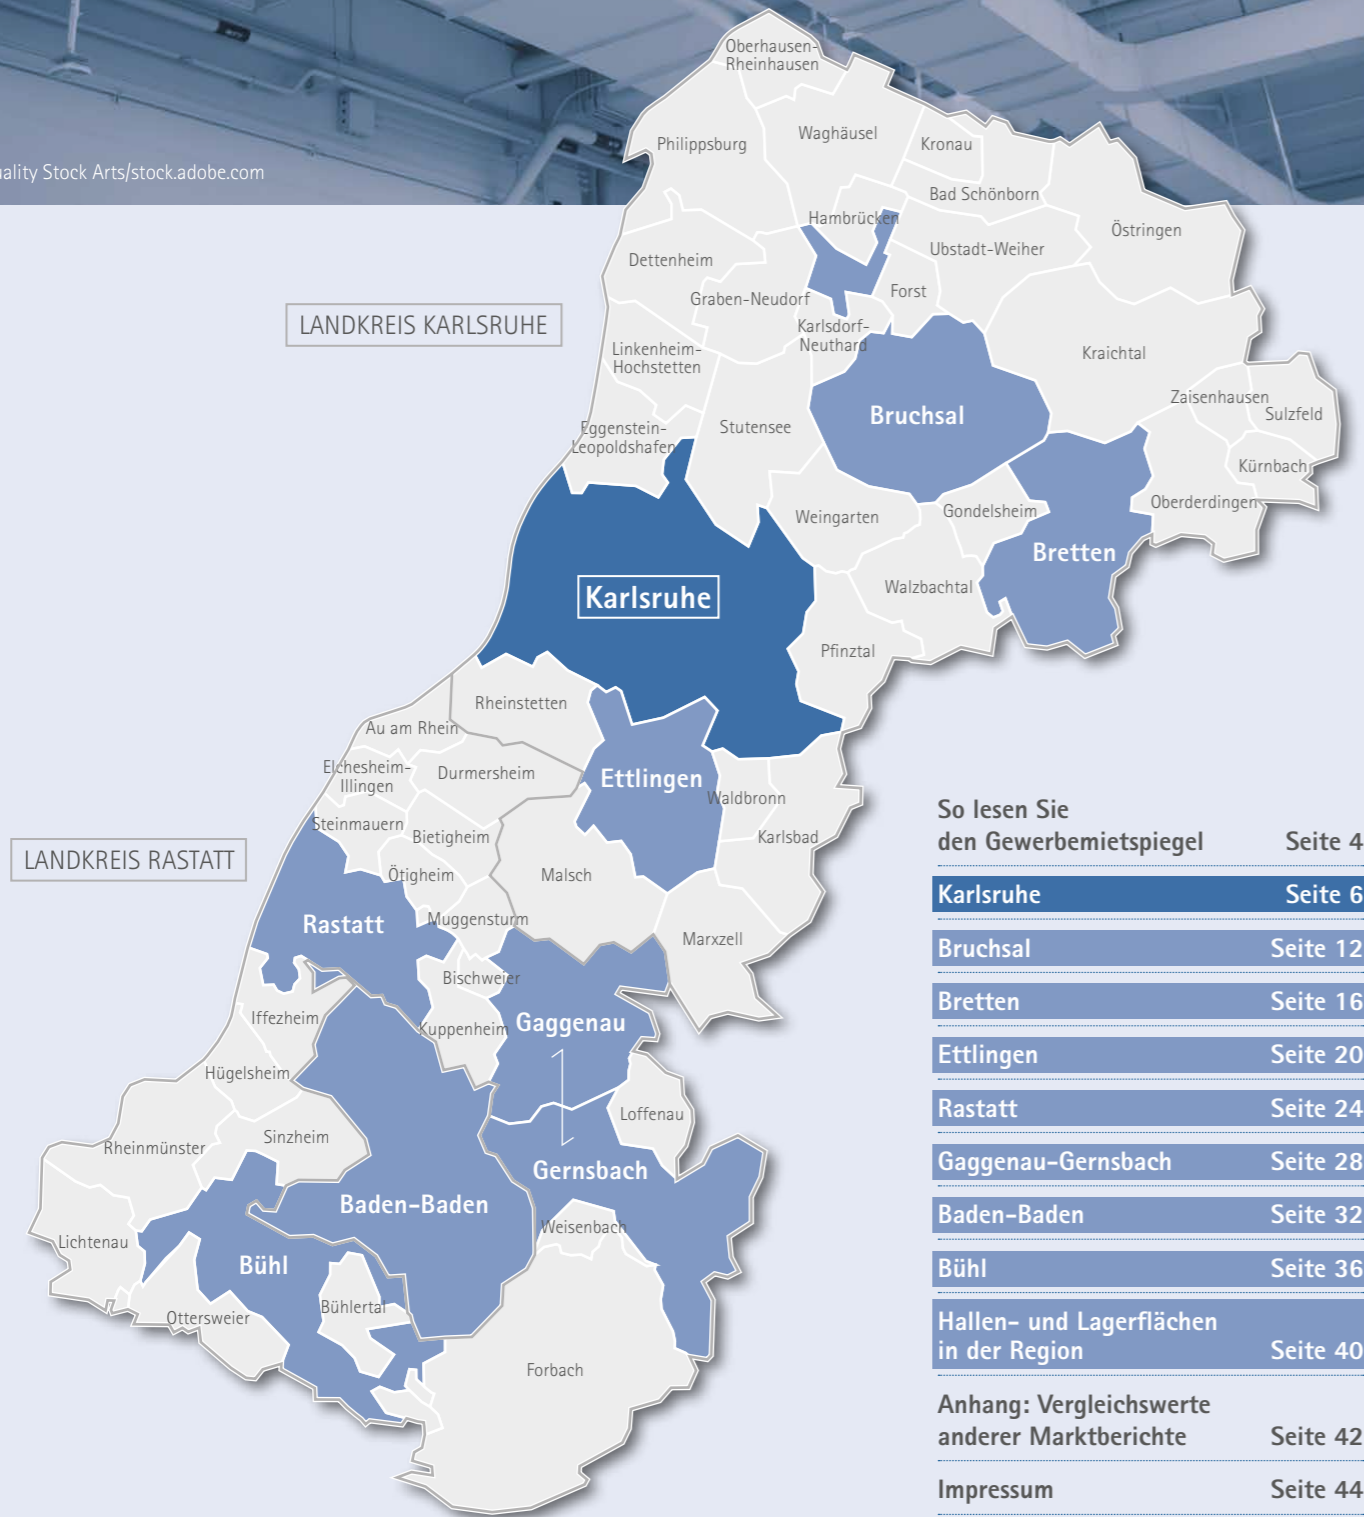 Quality Stock Arts/stock.adobe.com
Oberhausen-
Rheinhausen
Philippsburg
Waghäusel
Kronau
Bad Schönborn
Hambrücken
Östringen
Ubstadt-Weiher
Dettenheim
Forst
Graben-Neudorf
LANDKREIS KARLSRUHE
Karlsdorf-
Neuthard
Linkenheim-
Hochstetten
Kraichtal
Zaisenhausen
Sulzfeld
Bruchsal
Eggenstein-
Leopoldshafen
Stutensee
Kürnbach
Oberderdingen
Gondelsheim
Weingarten
Bretten
Walzbachtal
Karlsruhe
Pfinztal
Rheinstetten
Au am Rhein
Elchesheim-
Illingen
Durmersheim
Ettlingen
Waldbronn
Karlsbad
Steinmauern
Bietigheim
LANDKREIS RASTATT
Ötigheim
Malsch
Muggensturm
Rastatt
Marxzell
Bischweier
Iffezheim
Kuppenheim
Gaggenau
Hügelsheim
Loffenau
Sinzheim
Rheinmünster
Gernsbach
Baden-Baden
Weisenbach
Lichtenau
Bühl
Bühlertal
Ottersweier
Forbach
So lesen Sie
den Gewerbemietspiegel Seite 4
Karlsruhe Seite 6
Bruchsal Seite 12
Bretten Seite 16
Ettlingen Seite 20
Rastatt Seite 24
Gaggenau-Gernsbach Seite 28
Baden-Baden Seite 32
Bühl Seite 36
Hallen- und Lagerflächen
in der Region Seite 40
Anhang: Vergleichswerte
anderer Marktberichte Seite 42
Impressum Seite 44